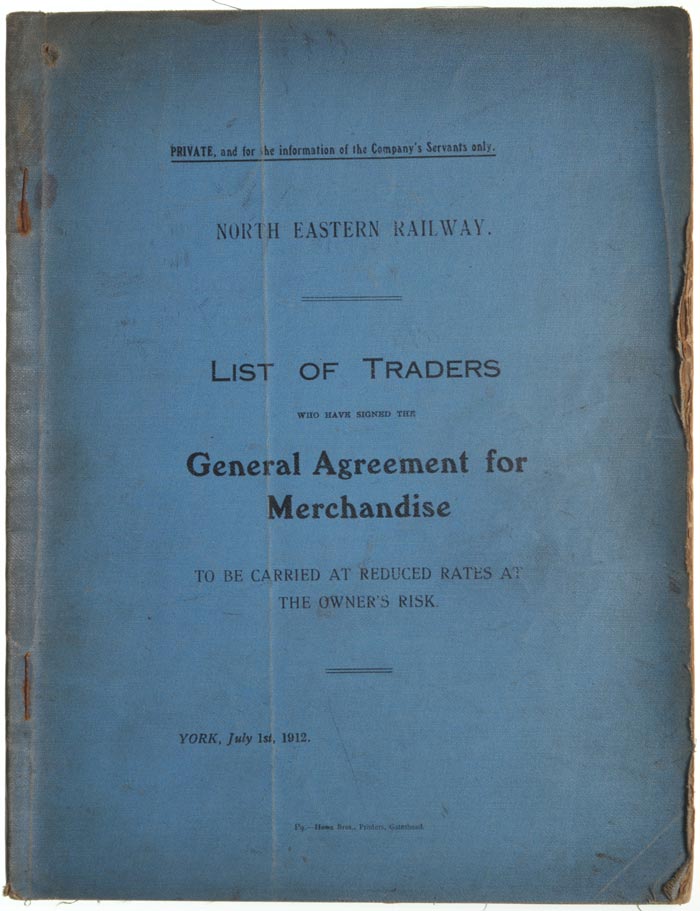 PRIVATE, and for the information of the Company's Servants only.
NORTH EASTERN RAILWAY.
LIST OF TRADERS
WHO HAVE SIGNED THE
General Agreement for
Merchandise
TO BE CARRIED AT REDUCED RATES AT
THE OWNER'S RISK.
YORK, July 1st, 1912.
Bros., Printers, Gateshead.